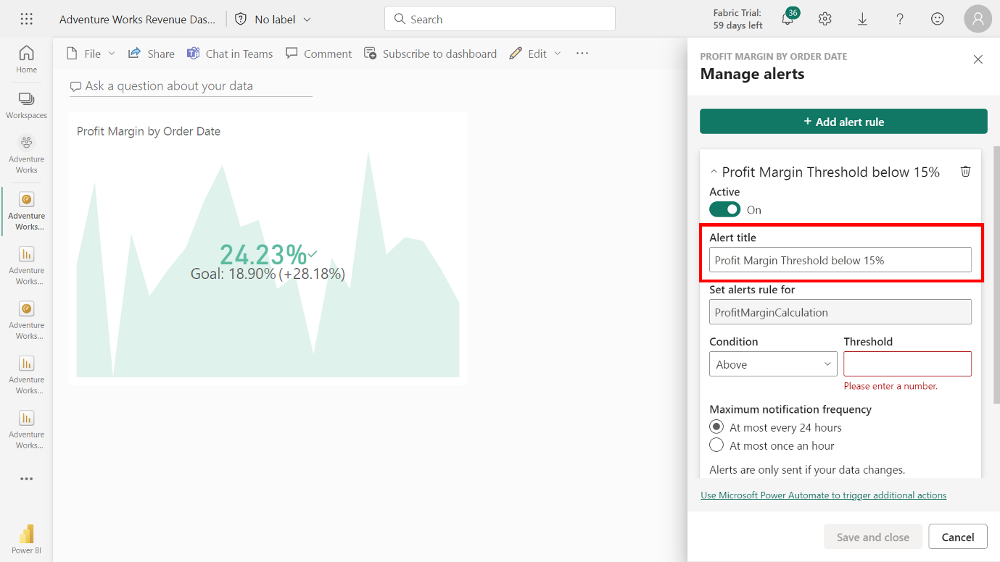 Adventure Works Revenue Das...
No label
Search
Fabric Trial:
59 days left
36
Home
Workspaces
Adventure
Works
Adventure
Works...
Adventure
Works...
Adventure
Works...
Adventure
Works...
Adventure
Works...
Power BI
File
Share
Chat in Teams
Comment
Subscribe to dashboard
Edit
Ask a question about your data
Profit Margin by Order Date
24.23%
Goal: 18.90% (+28.18%)
PROFIT MARGIN BY ORDER DATE
Manage alerts
+ Add alert rule
Profit Margin Threshold below 15%
Active
On
Alert title
Profit Margin Threshold below 15%
Set alerts rule for
ProfitMarginCalculation
Condition
Threshold
Above
Please enter a number.
Maximum notification frequency
At most every 24 hours
At most once an hour
Alerts are only sent if your data changes.
Use Microsoft Power Automate to trigger additional actions
Save and close
Cancel